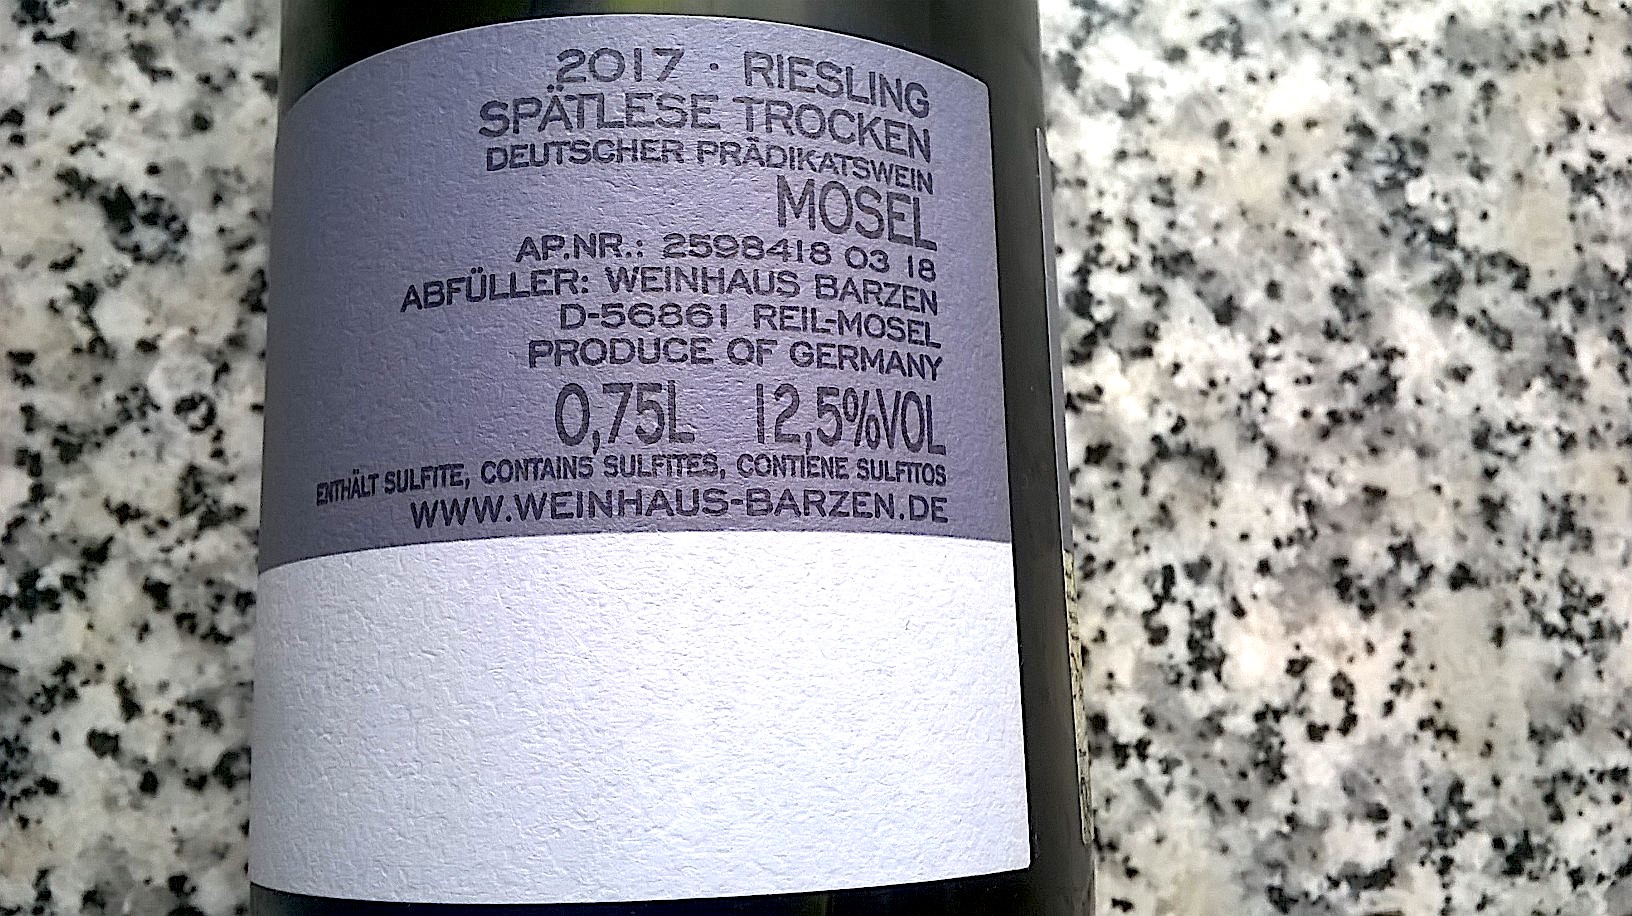 2017 · RIESLING
SPÄTLESE TROCKEN
DEUTSCHER PRÄDIKATSWEIN
MOSEL
AP.NR.: 2598418 03 18
ABFÜLLER: WEINHAUS BARZEN
D-56861 REIL-MOSEL
PRODUCE OF GERMANY
0,75L 12,5%VOL
ENTHÄLT SULFITE, CONTAINS SULFITES, CONTIENE SULFITOS
WWW.WEINHAUS-BARZEN.DE